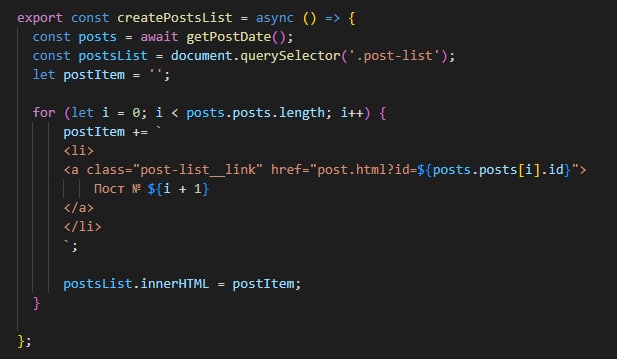 export const createPostsList = async () => {
  const posts = await getPostDate();
  const postsList = document.querySelector('.post-list');
  let postItem = '';

  for (let i = 0; i < posts.posts.length; i++) {
      postItem += `
      <li>
      <a class="post-list__link" href="post.html?id=${posts.posts[i].id}">
          Пост № ${i + 1}
      </a>
      </li>
      `;

      postsList.innerHTML = postItem;
  }

};